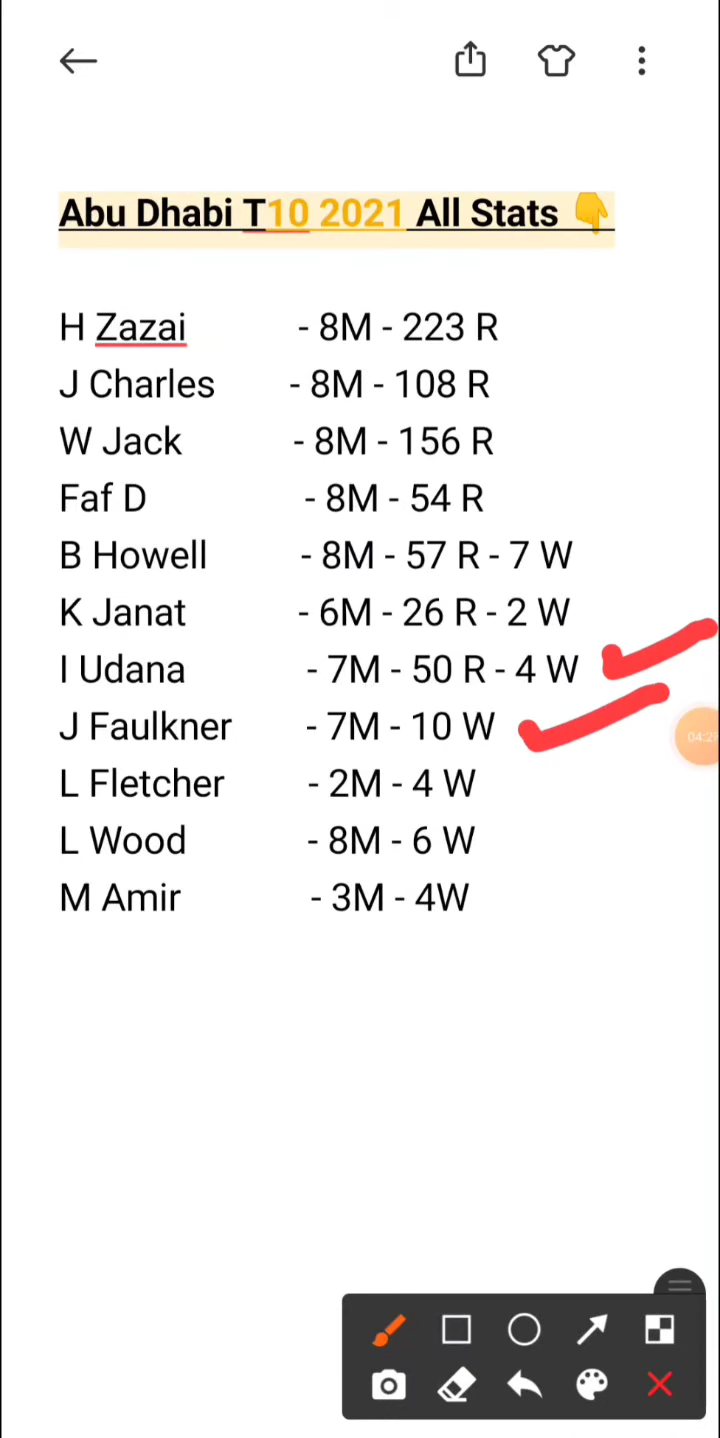 Abu Dhabi T10 2021 All Stats 👇
H Zazai - 8M - 223 R
J Charles - 8M - 108 R
W Jack - 8M - 156 R
Faf D - 8M - 54 R
B Howell - 8M - 57 R - 7 W
K Janat - 6M - 26 R - 2 W
I Udana - 7M - 50 R - 4 W
J Faulkner - 7M - 10 W
L Fletcher - 2M - 4 W
L Wood - 8M - 6 W
M Amir - 3M - 4W